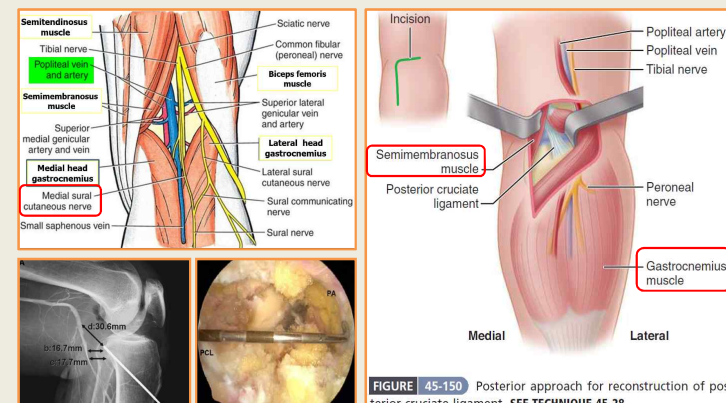 Semitendinosus
muscle
Tibial nerve
Popliteal vein
and artery
Semimembranosus
muscle
Superior
medial genicular
artery and vein
Medial head
gastrocnemius
Medial sural
cutaneous nerve
Small saphenous vein
Sciatic nerve
Common fibular
(peroneal) nerve
Biceps femoris
muscle
Superior lateral
genicular vein
and artery
Lateral head
gastrocnemius
Lateral sural
cutaneous nerve
Sural communicating
nerve
Sural nerve
A
d:30.6mm
b:16.7mm
c:17.7mm
PA
PCL
Incision
Popliteal artery
Popliteal vein
Tibial nerve
Semimembranosus
muscle
Posterior cruciate
ligament
Peroneal
nerve
Gastrocnemius
muscle
Medial
Lateral
FIGURE 45-150 Posterior approach for reconstruction of pos-
terior cruciate ligament. SEE TECHNIQUE 45-28